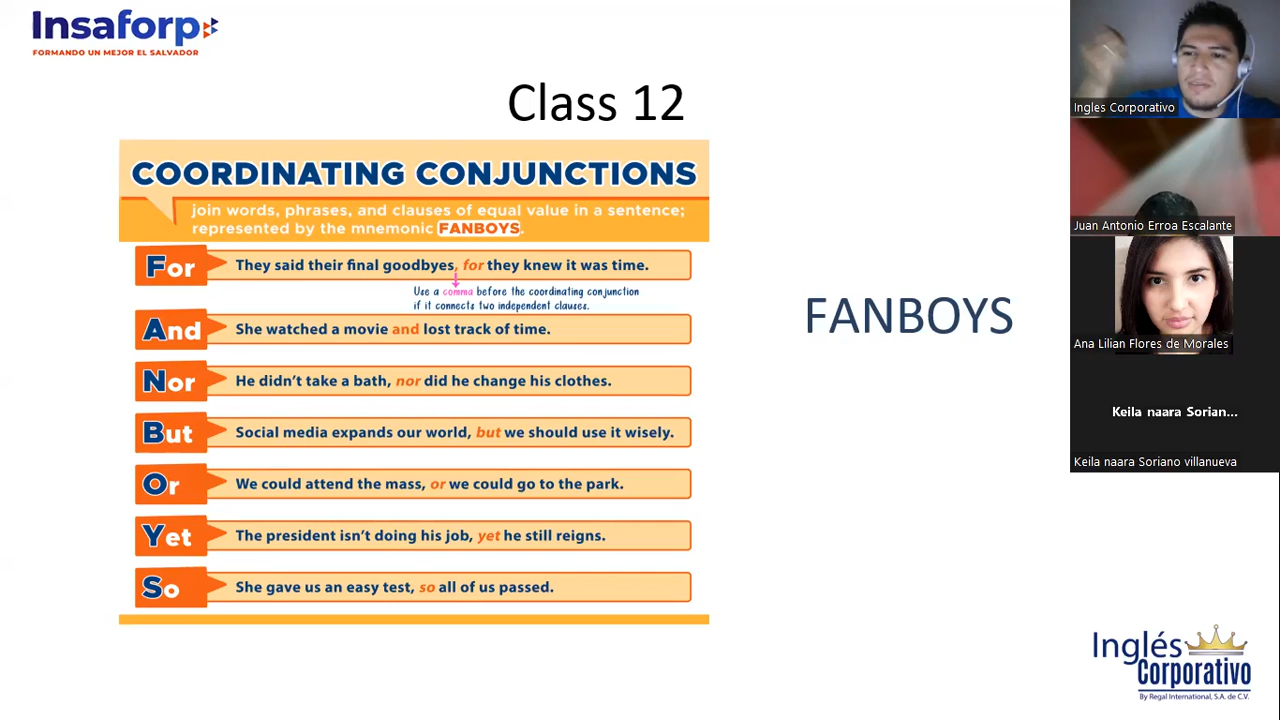 Insaforp
FORMANDO UN MEJOR EL SALVADOR
Class 12
COORDINATING CONJUNCTIONS
join words, phrases, and clauses of equal value in a sentence;
represented by the mnemonic FANBOYS.
For
They said their final goodbyes, for they knew it was time.
Use a comma before the coordinating conjunction
if it connects two independent clauses.
And
She watched a movie and lost track of time.
Nor
He didn't take a bath, nor did he change his clothes.
But
Social media expands our world, but we should use it wisely.
Or
We could attend the mass, or we could go to the park.
Yet
The president isn't doing his job, yet he still reigns.
So
She gave us an easy test, so all of us passed.
FANBOYS
Ingles Corporativo
Juan Antonio Erroa Escalante
Ana Lilian Flores de Morales
Keila naara Sorian...
Keila naara Soriano villanueva
Inglés
Corporativo
By Regal International, S.A. de C.V.